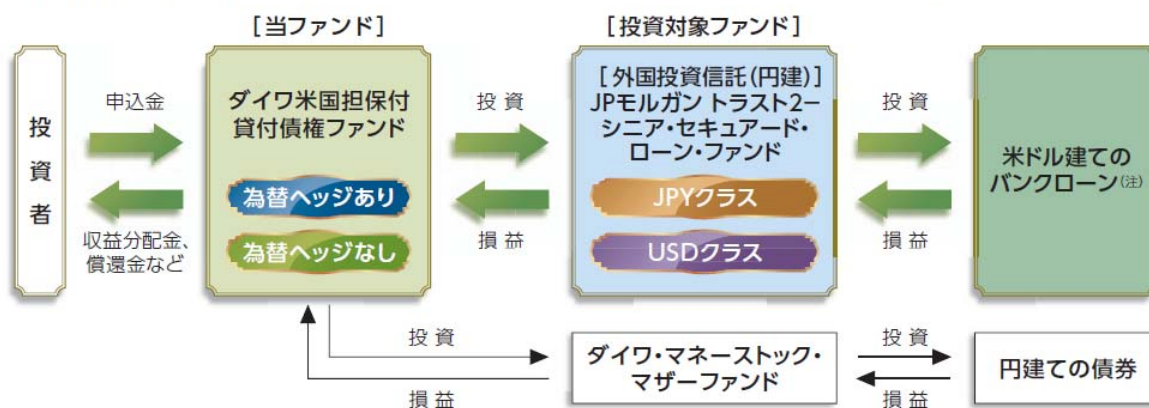 [当ファンド]
[投資対象ファンド]
投資者
申込金
収益分配金、
償還金など
ダイワ米国担保付
貸付債権ファンド
為替ヘッジあり
為替ヘッジなし
投 資
損 益
[外国投資信託(円建)]
JPモルガン トラスト2－
シニア・セキュアード・
ローン・ファンド
JPYクラス
USDクラス
投 資
損 益
米ドル建ての
バンクローン(注)
投 資
損 益
ダイワ・マネーストック・
マザーファンド
投 資
損 益
円建ての債券